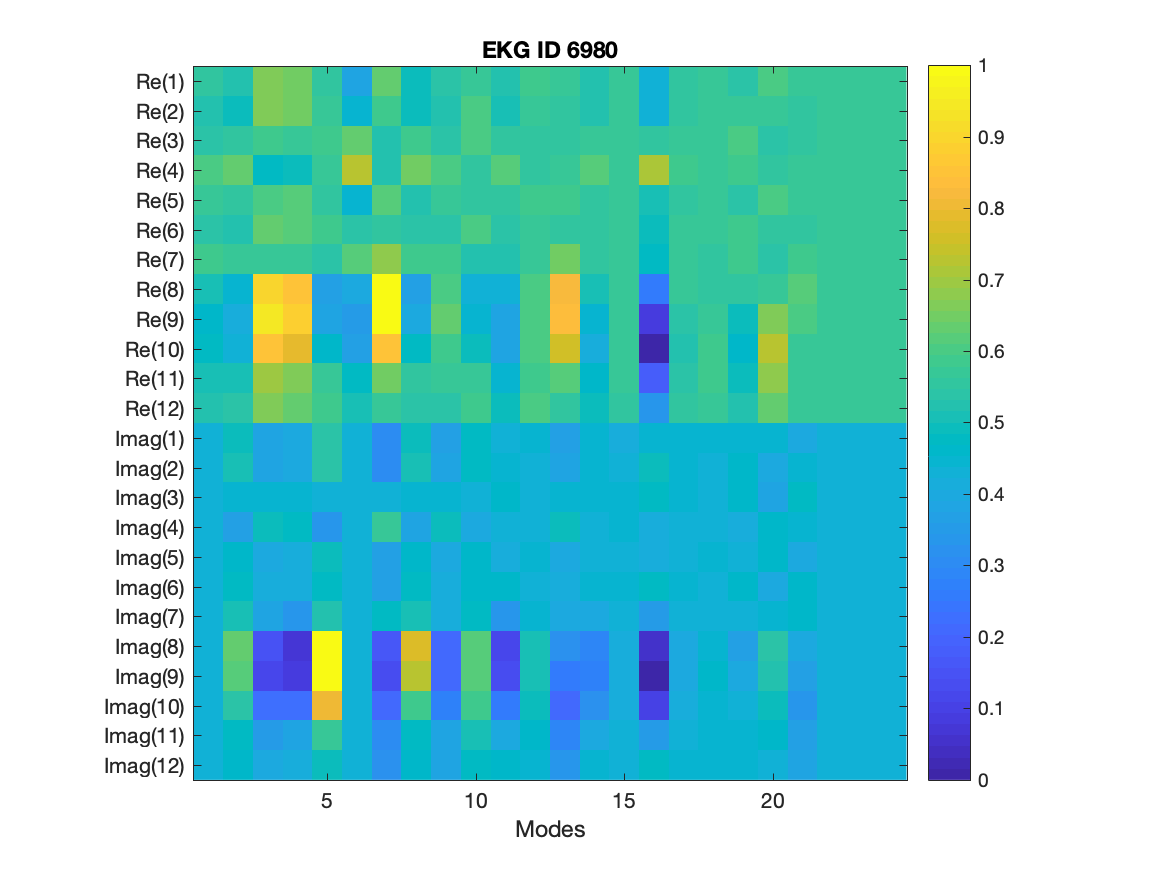 EKG ID 6980
Re(1)
Re(2)
Re(3)
Re(4)
Re(5)
Re(6)
Re(7)
Re(8)
Re(9)
Re(10)
Re(11)
Re(12)
Imag(1)
Imag(2)
Imag(3)
Imag(4)
Imag(5)
Imag(6)
Imag(7)
Imag(8)
Imag(9)
Imag(10)
Imag(11)
Imag(12)
5 10 15 20
Modes
1
0.9
0.8
0.7
0.6
0.5
0.4
0.3
0.2
0.1
0